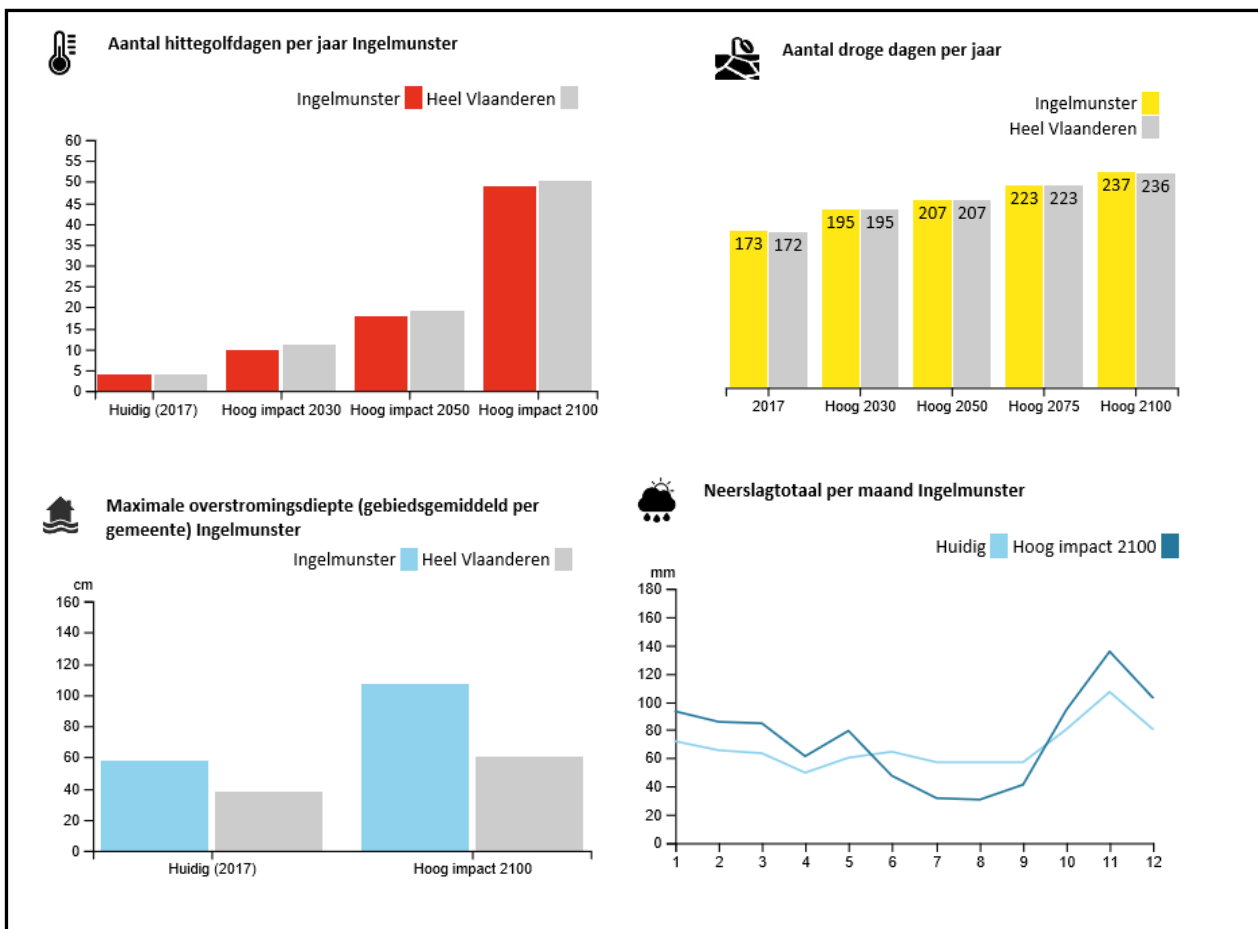 Aantal hittegolfdagen per jaar Ingelmunster
Ingelmunster Heel Vlaanderen
60
55
50
45
40
35
30
25
20
15
10
5
0
Huidig (2017) Hoog impact 2030 Hoog impact 2050 Hoog impact 2100
Aantal droge dagen per jaar
Ingelmunster
Heel Vlaanderen
173 172 195 195 207 207 223 223 237 236
2017 Hoog 2030 Hoog 2050 Hoog 2075 Hoog 2100
Maximale overstromingsdiepte (gebiedsgemiddeld per
gemeente) Ingelmunster
Ingelmunster Heel Vlaanderen
cm
160
140
120
100
80
60
40
20
0
Huidig (2017) Hoog impact 2100
Neerslagtotaal per maand Ingelmunster
Huidig Hoog impact 2100
mm
180
160
140
120
100
80
60
40
20
0
1 2 3 4 5 6 7 8 9 10 11 12